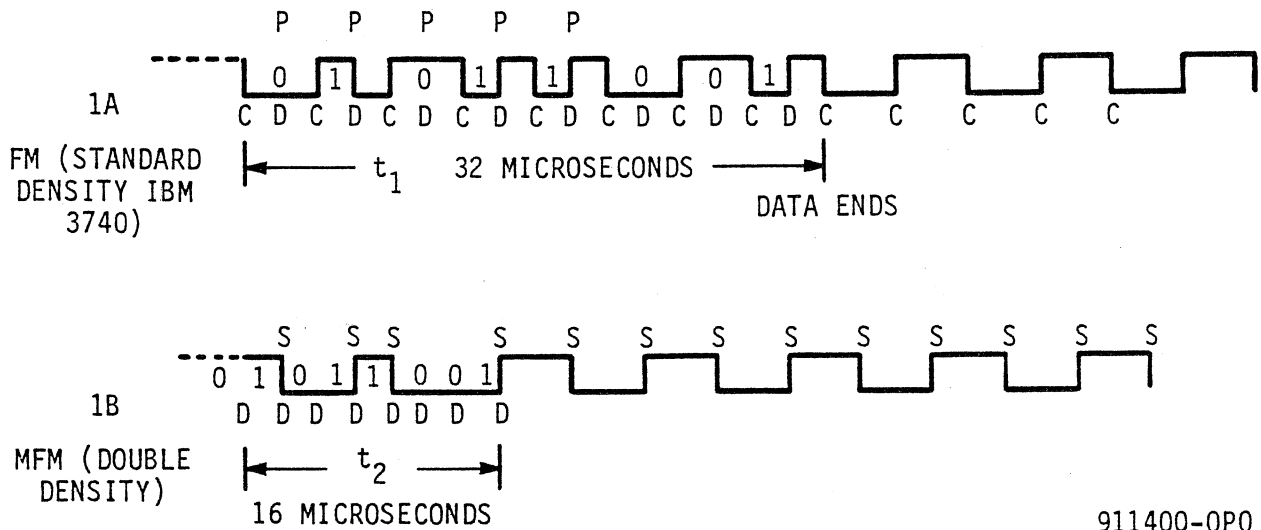 P P P P P
0 1 0 1 1 0 0 1
1A
C D C D C D C D C D C D C D C D C C C C C
FM (STANDARD
DENSITY IBM
3740)
t1 32 MICROSECONDS
DATA ENDS
S S S S S S S S S S S S S
0 1 0 1 1 0 0 1
1B
D D D D D D D D
MFM (DOUBLE
DENSITY)
t2
16 MICROSECONDS
911400-0P0